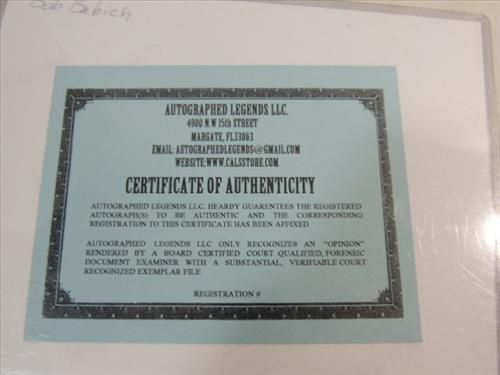 Bob Babich
AUTOGRAPHED LEGENDS LLC.
4900 N.W 15th STREET
MARGATE, FL33063
EMAIL: AUTOGRAPHEDLEGENDS@GMAIL.COM
WEBSITE:WWW.CALSSTORE.COM
CERTIFICATE OF AUTHENTICITY
AUTOGRAPHED LEGENDS LLC. HEARBY GUARENTEES THE REGISTERED
AUTOGRAPH(S) TO BE AUTHENTIC AND THE CORRESPONDING
REGISTRATION TO THIS CERTIFICATE HAS BEEN AFFIXED
AUTOGRAPHED LEGENDS LLC ONLY RECOGNIZES AN "OPINION"
RENDERED BY A BOARD CERTIFIED COURT QUALIFIED, FORENSIC
DOCUMENT EXAMINER WITH A SUBSTANTIAL, VERIFIABLE COURT
RECOGNIZED EXEMPLAR FILE
REGISTRATION #